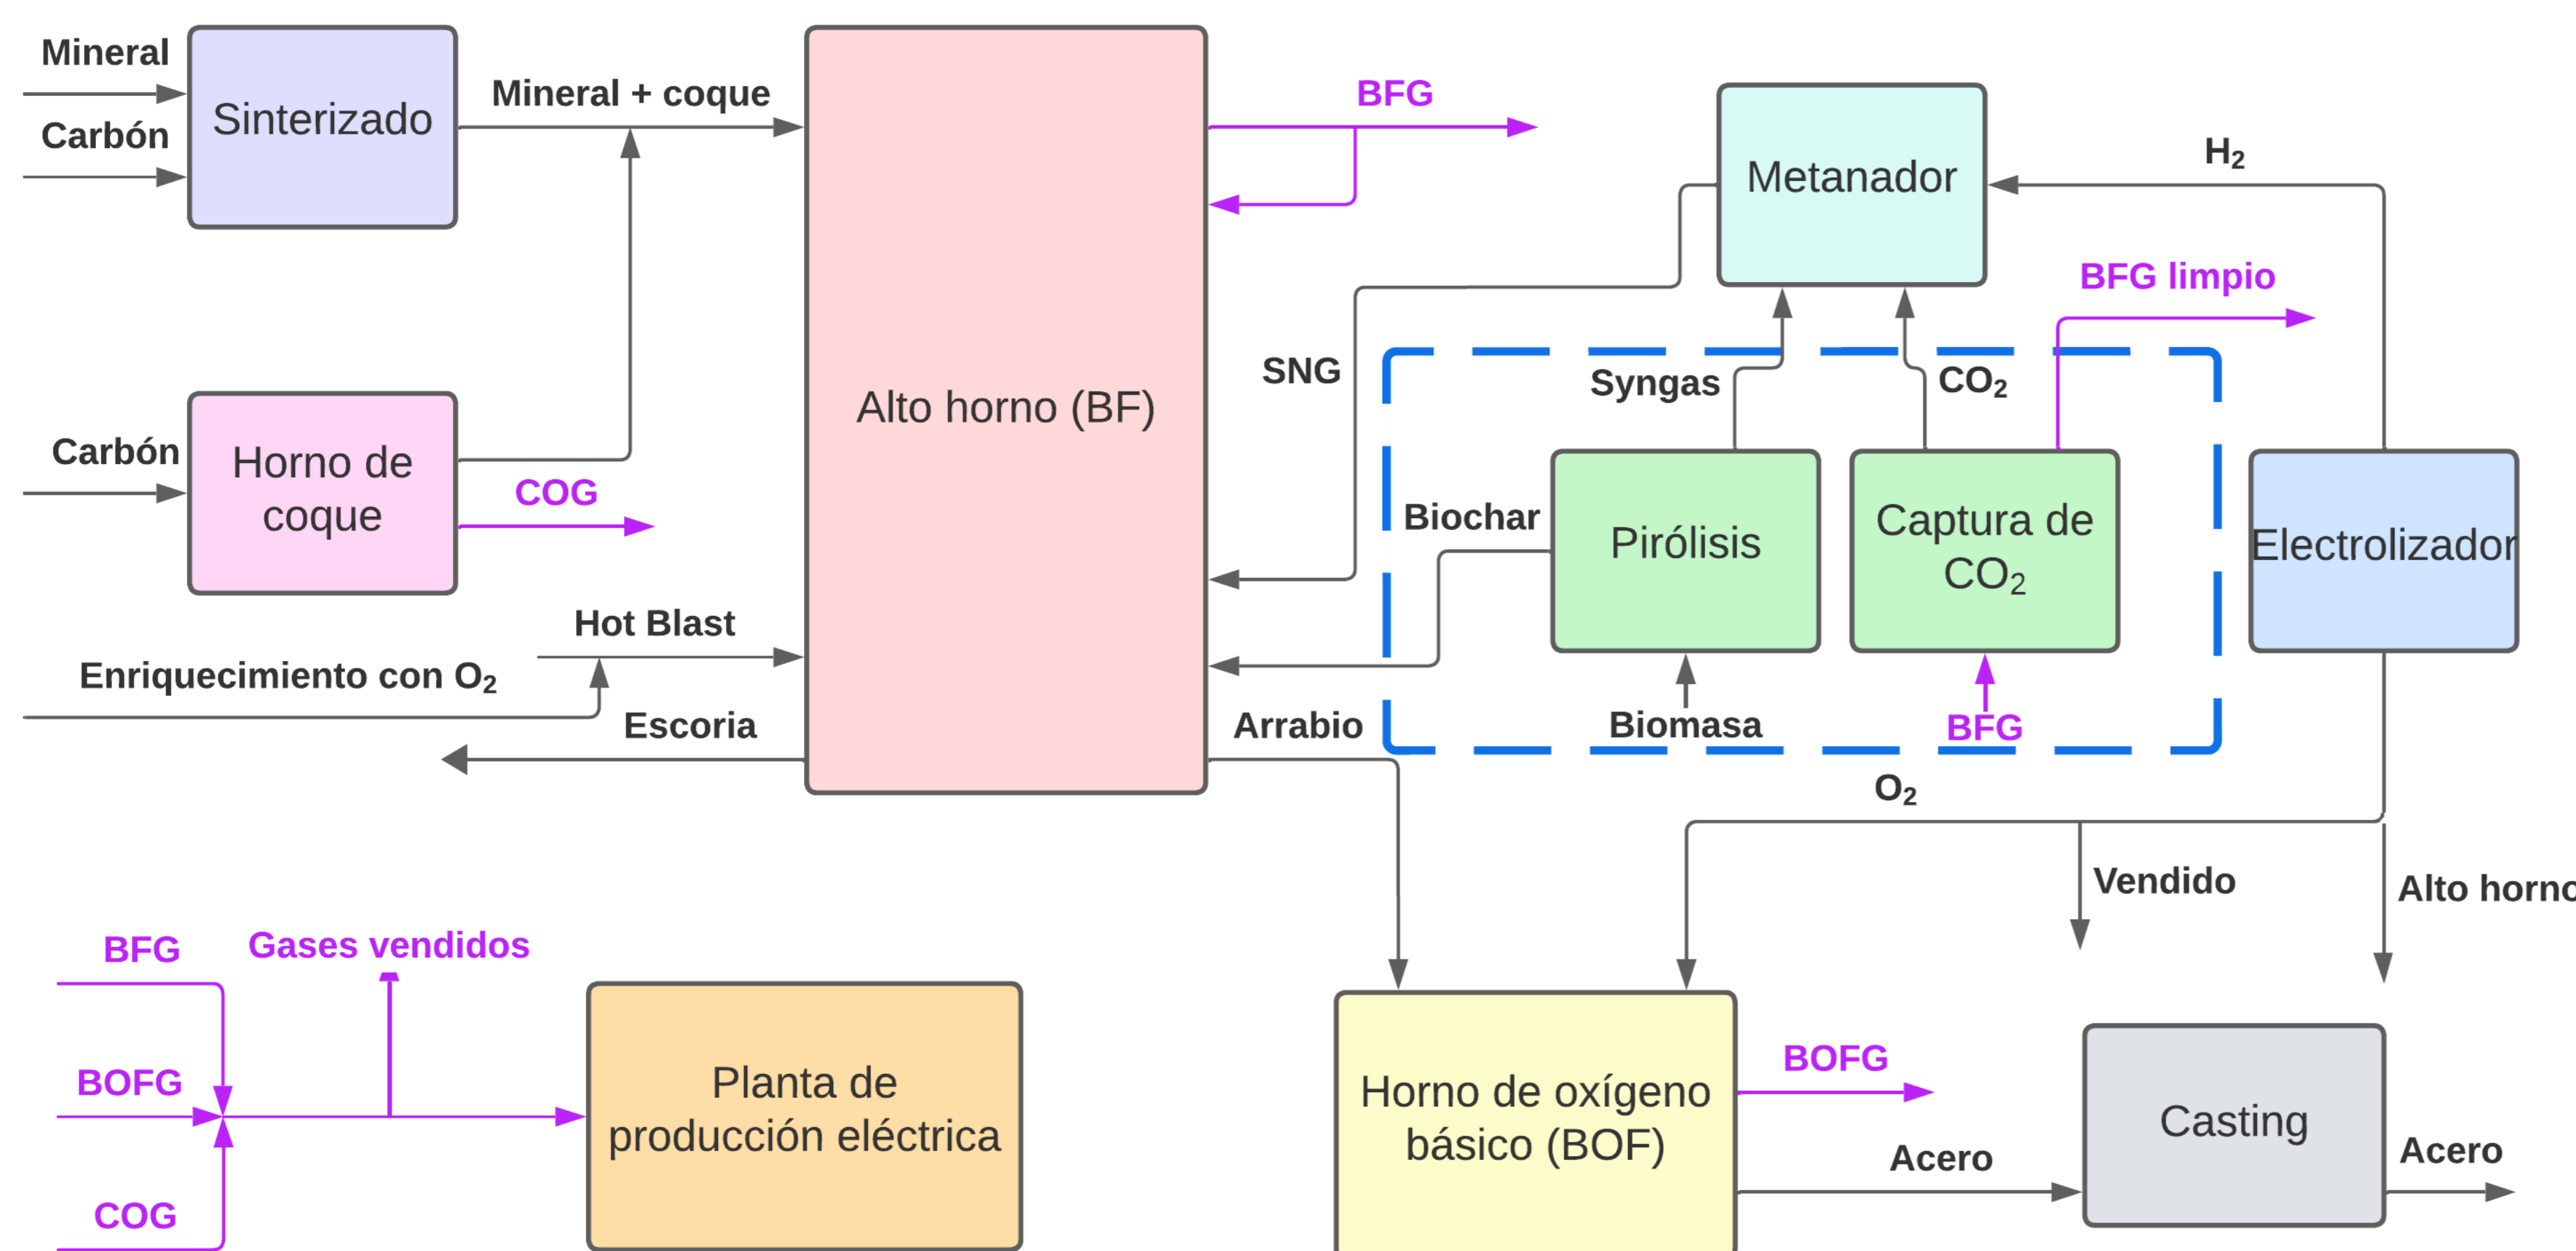 Mineral
Carbón
Sinterizado
Mineral + coque
Carbón
Horno de
coque
COG
Hot Blast
Enriquecimiento con O₂
Escoria
Alto horno (BF)
BFG
SNG
Arrabio
Metanador
H₂
BFG limpio
Syngas
CO₂
Biochar
Pirólisis
Captura de
CO₂
Biomasa
BFG
Electrolizador
O₂
Vendido
Alto horno
BFG
Gases vendidos
BOFG
COG
Planta de
producción eléctrica
Horno de oxígeno
básico (BOF)
BOFG
Acero
Casting
Acero